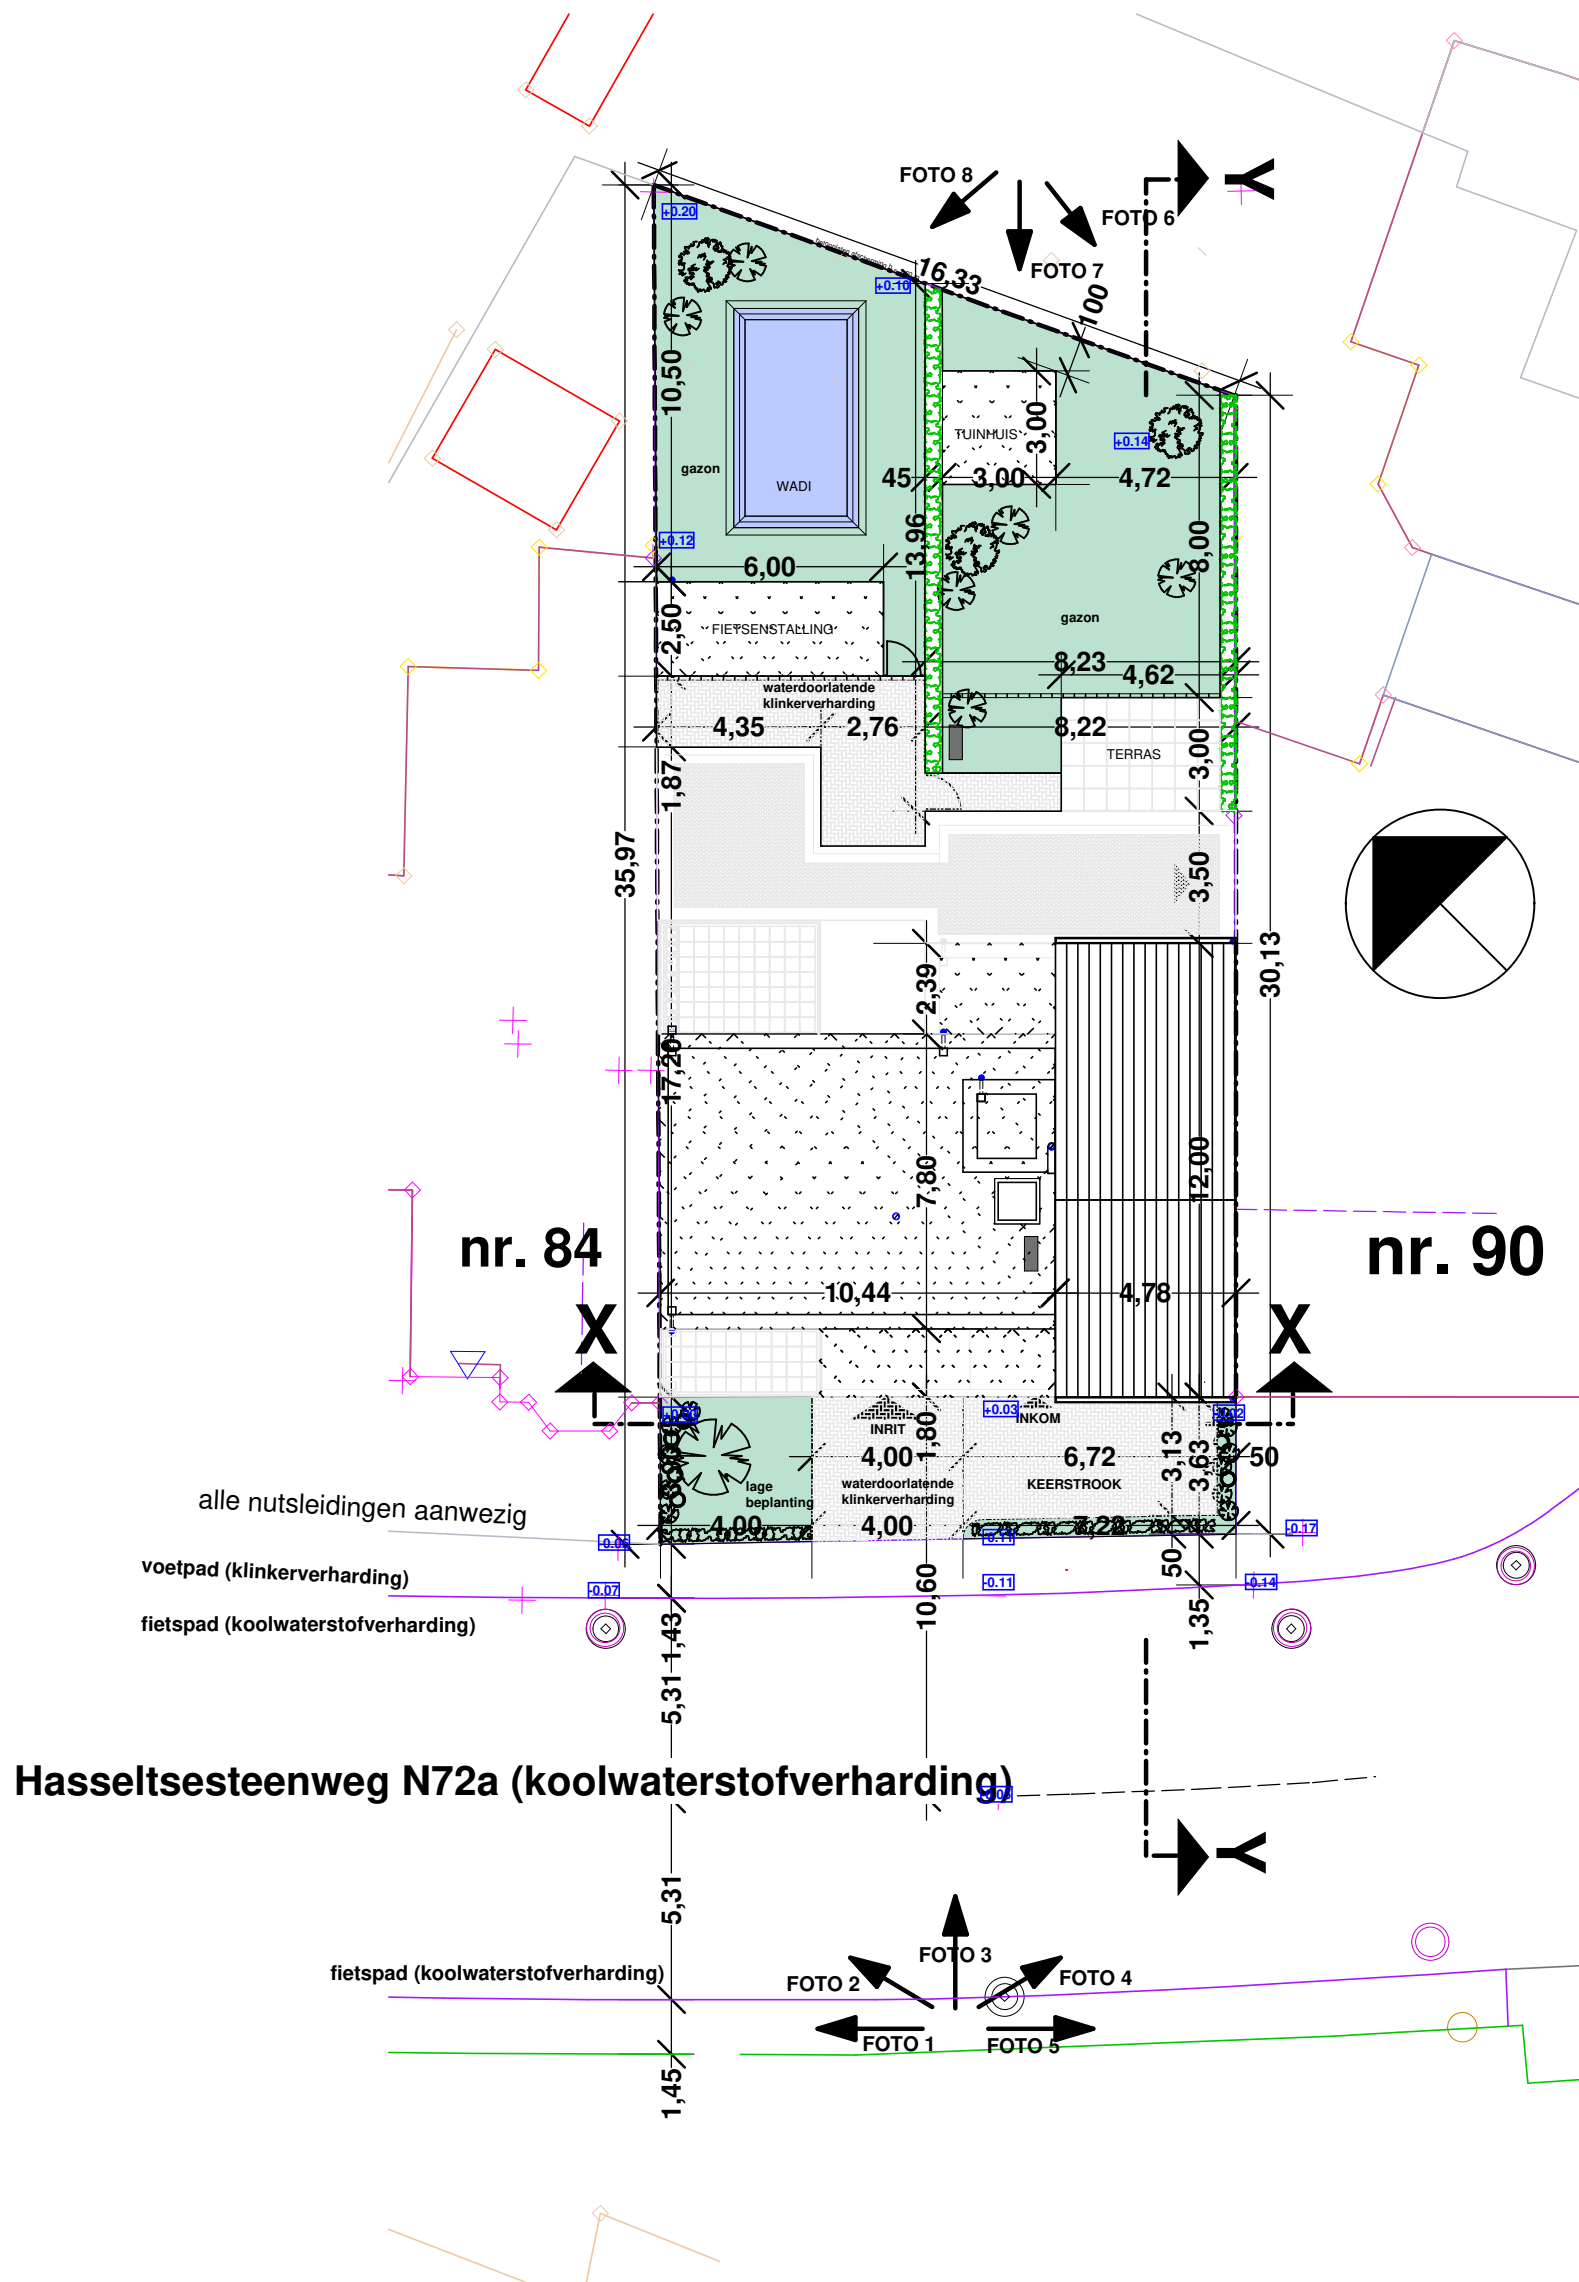 FOTO 8
Y
FOTO 6
+0.20
FOTO 7
16,33
+0.10
100
10,50
3,00
TUINHUIS
+0.14
gazon
WADI
45
3,00
4,72
+0.12
13,96
8,00
6,00
2,50
FIETSENSTALLING
gazon
8,23
4,62
waterdoorlatende
klinkerverharding
4,35
2,76
8,22
TERRAS
3,00
1,87
35,97
3,50
2,39
30,13
17,20
7,80
12,00
nr. 84
nr. 90
10,44
4,78
X
X
+0.03
INKOM
INRIT
1,80
4,00
6,72
3,13
3,63
50
lage
beplanting
waterdoorlatende
klinkerverharding
KEERSTROOK
alle nutsleidingen aanwezig
4,00
4,00
7,22
-0.17
-0.11
voetpad (klinkerverharding)
-0.07
-0.11
50
-0.14
fietspad (koolwaterstofverharding)
1,43
10,60
1,35
5,31
Hasseltsesteenweg N72a (koolwaterstofverharding)
Y
5,31
FOTO 3
fietspad (koolwaterstofverharding)
FOTO 2
FOTO 4
FOTO 1
FOTO 5
1,45